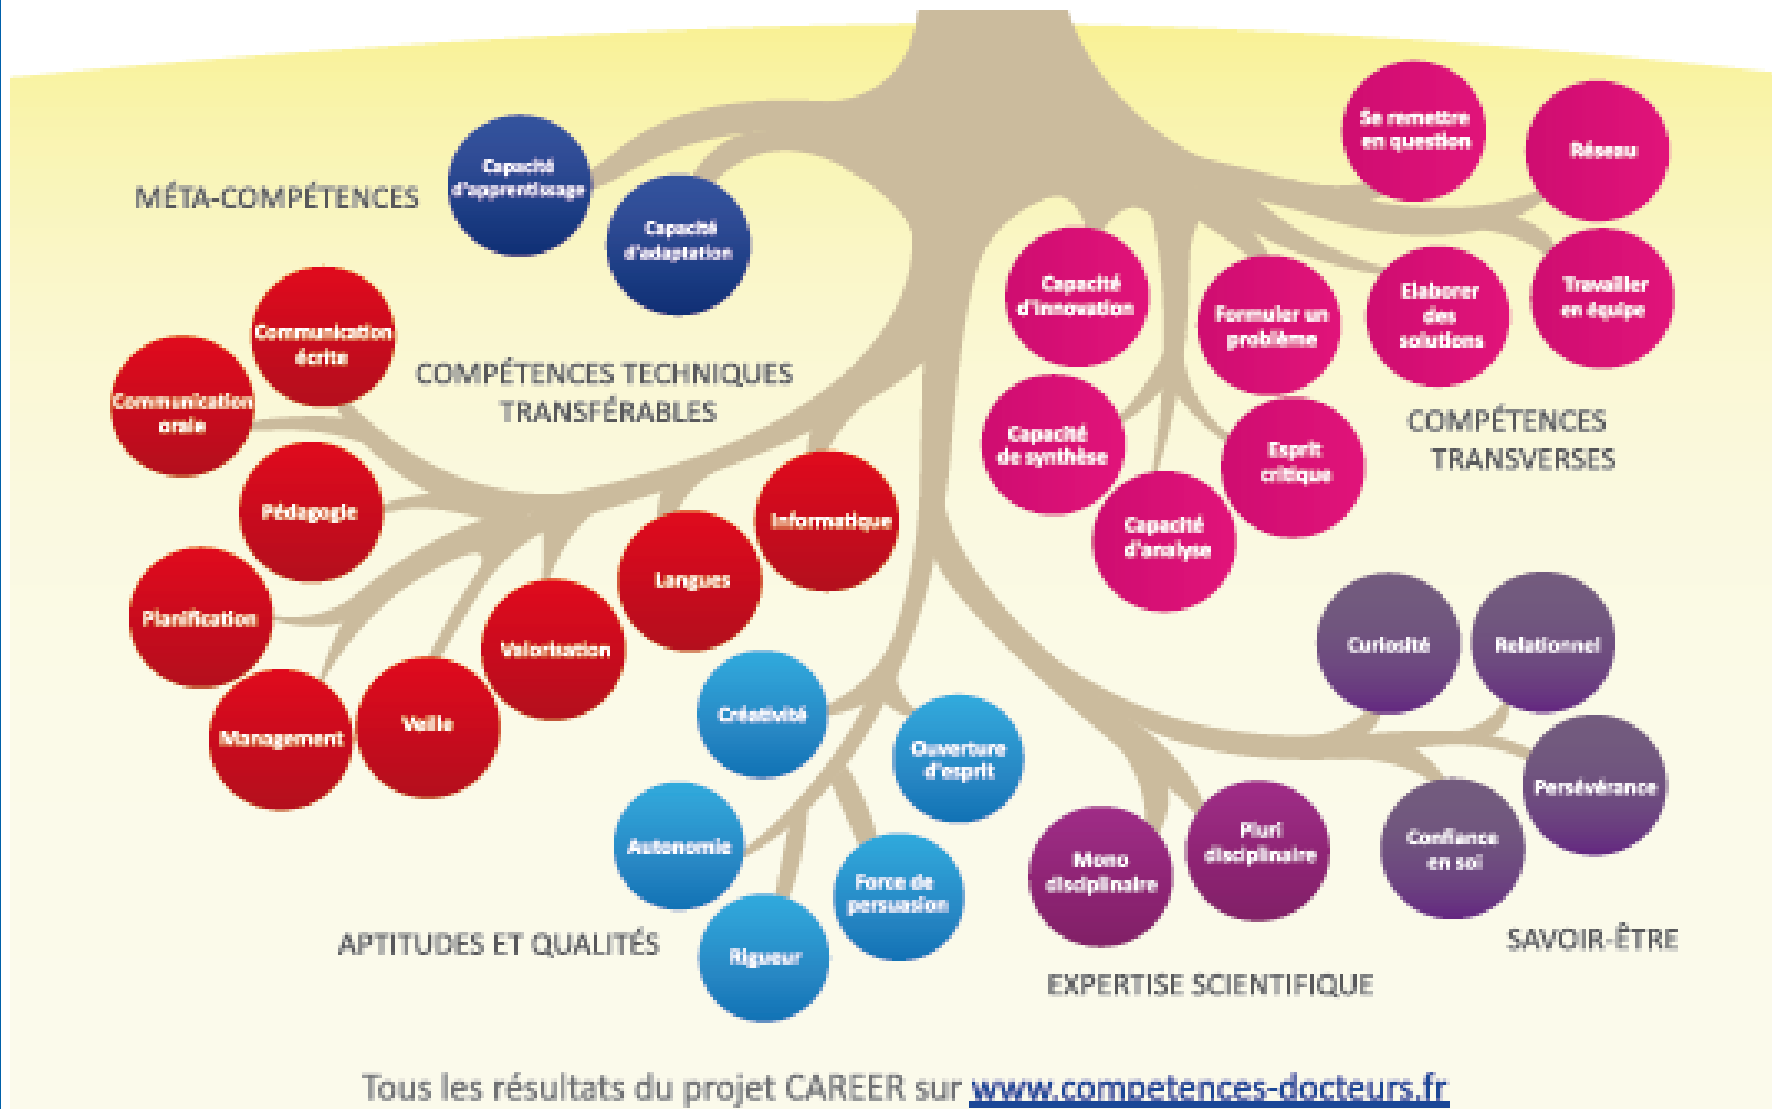 MÉTA-COMPÉTENCES
Capacité
d'apprentissage
Capacité
d'adaptation
COMPÉTENCES TECHNIQUES
TRANSFÉRABLES
Communication
écrite
Communication
orale
Pédagogie
Planification
Management
Veille
Valorisation
Langues
Informatique
Se remettre
en question
Réseau
Travailler
en équipe
Elaborer
des
solutions
Formuler un
problème
Capacité
d'innovation
Capacité
de synthèse
Capacité
d'analyse
Esprit
critique
COMPÉTENCES
TRANSVERSES
Créativité
Ouverture
d'esprit
Autonomie
Force de
persuasion
Rigueur
APTITUDES ET QUALITÉS
Mono
disciplinaire
Pluri
disciplinaire
EXPERTISE SCIENTIFIQUE
Curiosité
Relationnel
Persévérance
Confiance
en soi
SAVOIR-ÊTRE
Tous les résultats du projet CAREER sur www.competences-docteurs.fr